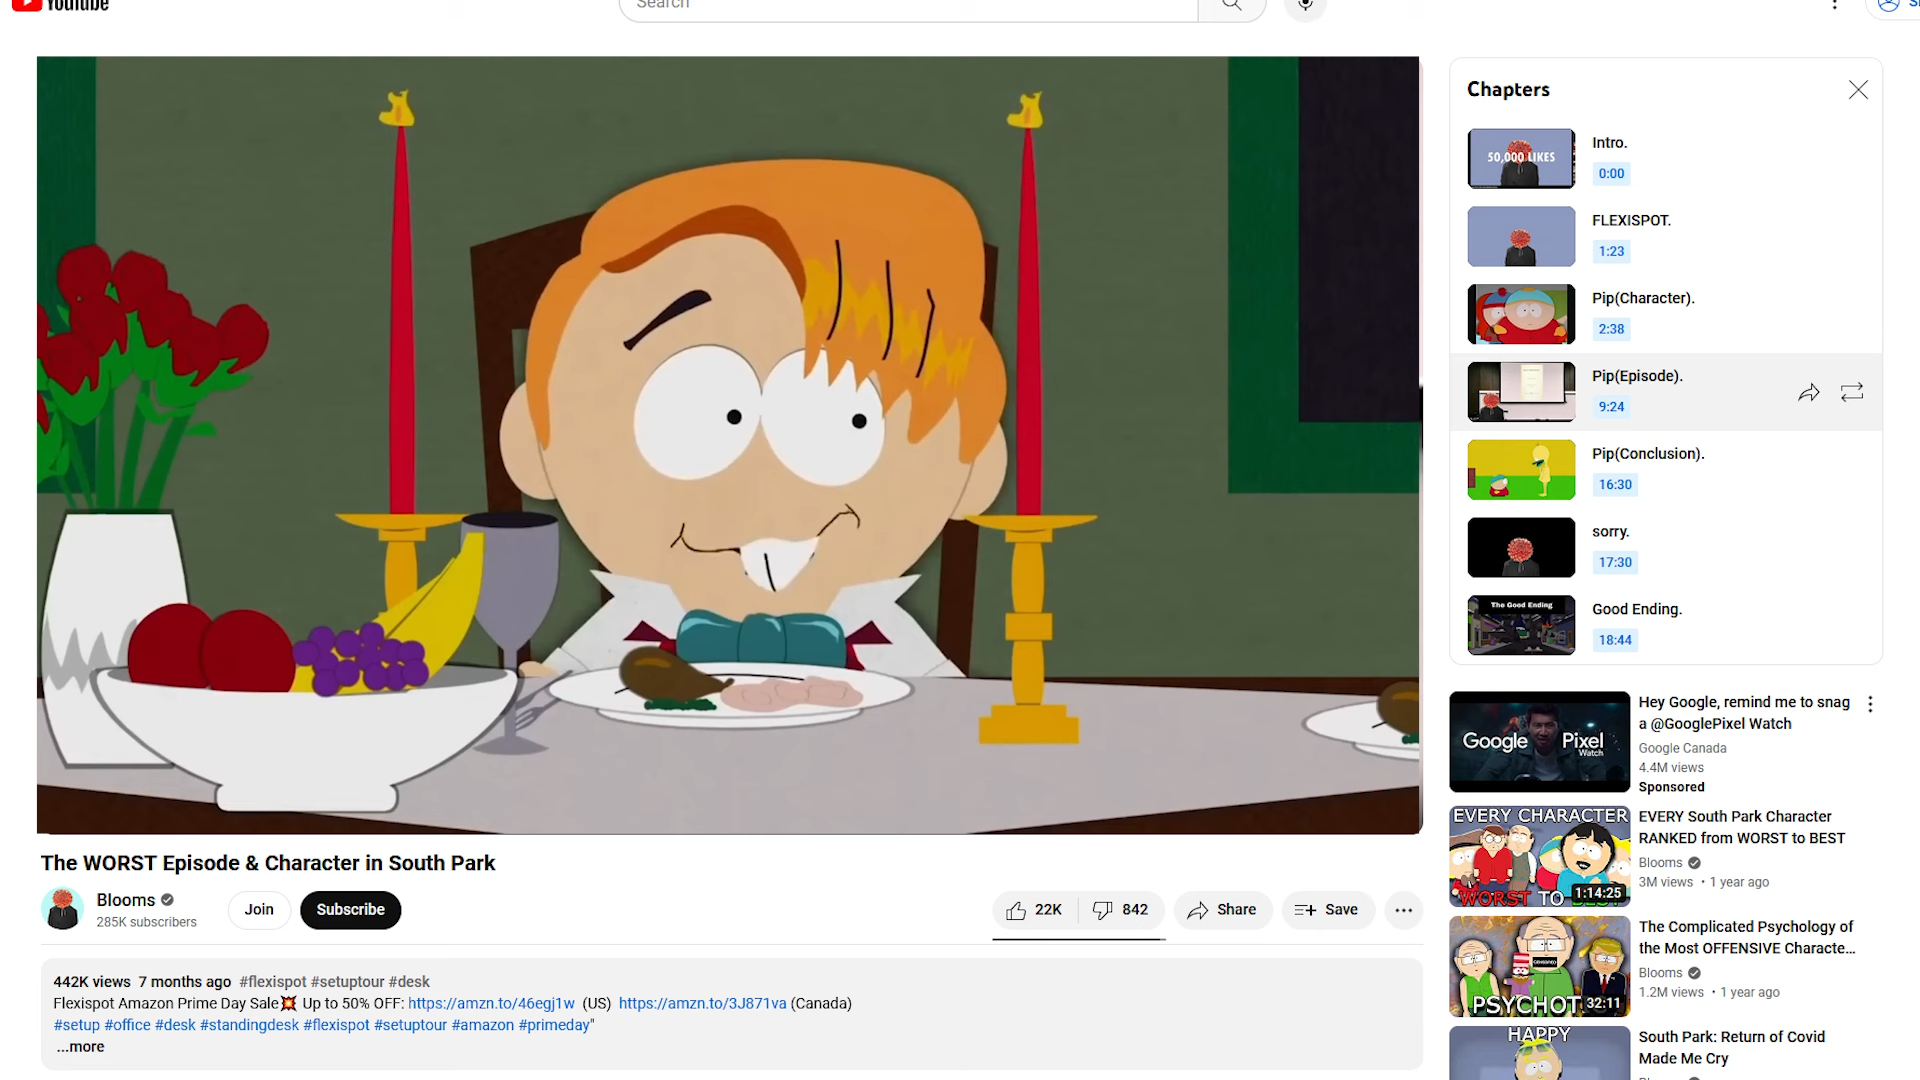 YouTube
Search
Chapters
50,000 LIKES
Intro.
0:00
FLEXISPOT.
1:23
Pip(Character).
2:38
Pip(Episode).
9:24
Pip(Conclusion).
16:30
sorry.
17:30
The Good Ending
Good Ending.
18:44
Google Pixel
Watch
Hey Google, remind me to snag
a @GooglePixel Watch
Google Canada
4.4M views
Sponsored
EVERY CHARACTER
WORST TO BEST
1:14:25
EVERY South Park Character
RANKED from WORST to BEST
Blooms
3M views • 1 year ago
CENSORED
PSYCHOT
32:11
The Complicated Psychology of
the Most OFFENSIVE Characte...
Blooms
1.2M views • 1 year ago
HAPPY
South Park: Return of Covid
Made Me Cry
The WORST Episode & Character in South Park
Blooms
285K subscribers
Join
Subscribe
22K
842
Share
Save
442K views 7 months ago #flexispot #setuptour #desk
Flexispot Amazon Prime Day Sale💥 Up to 50% OFF: https://amzn.to/46egj1w (US) https://amzn.to/3J871va (Canada)
#setup #office #desk #standingdesk #flexispot #setuptour #amazon #primeday"
...more